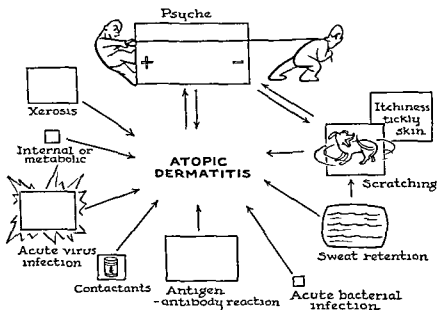 Psyche
+
-
Xerosis
Itchiness
tickly
skin
Internal or
metabolic
ATOPIC
DERMATITIS
Scratching
Acute virus
infection
Contactants
Antigen
-antibody reaction
Sweat retention
Acute bacterial
infection